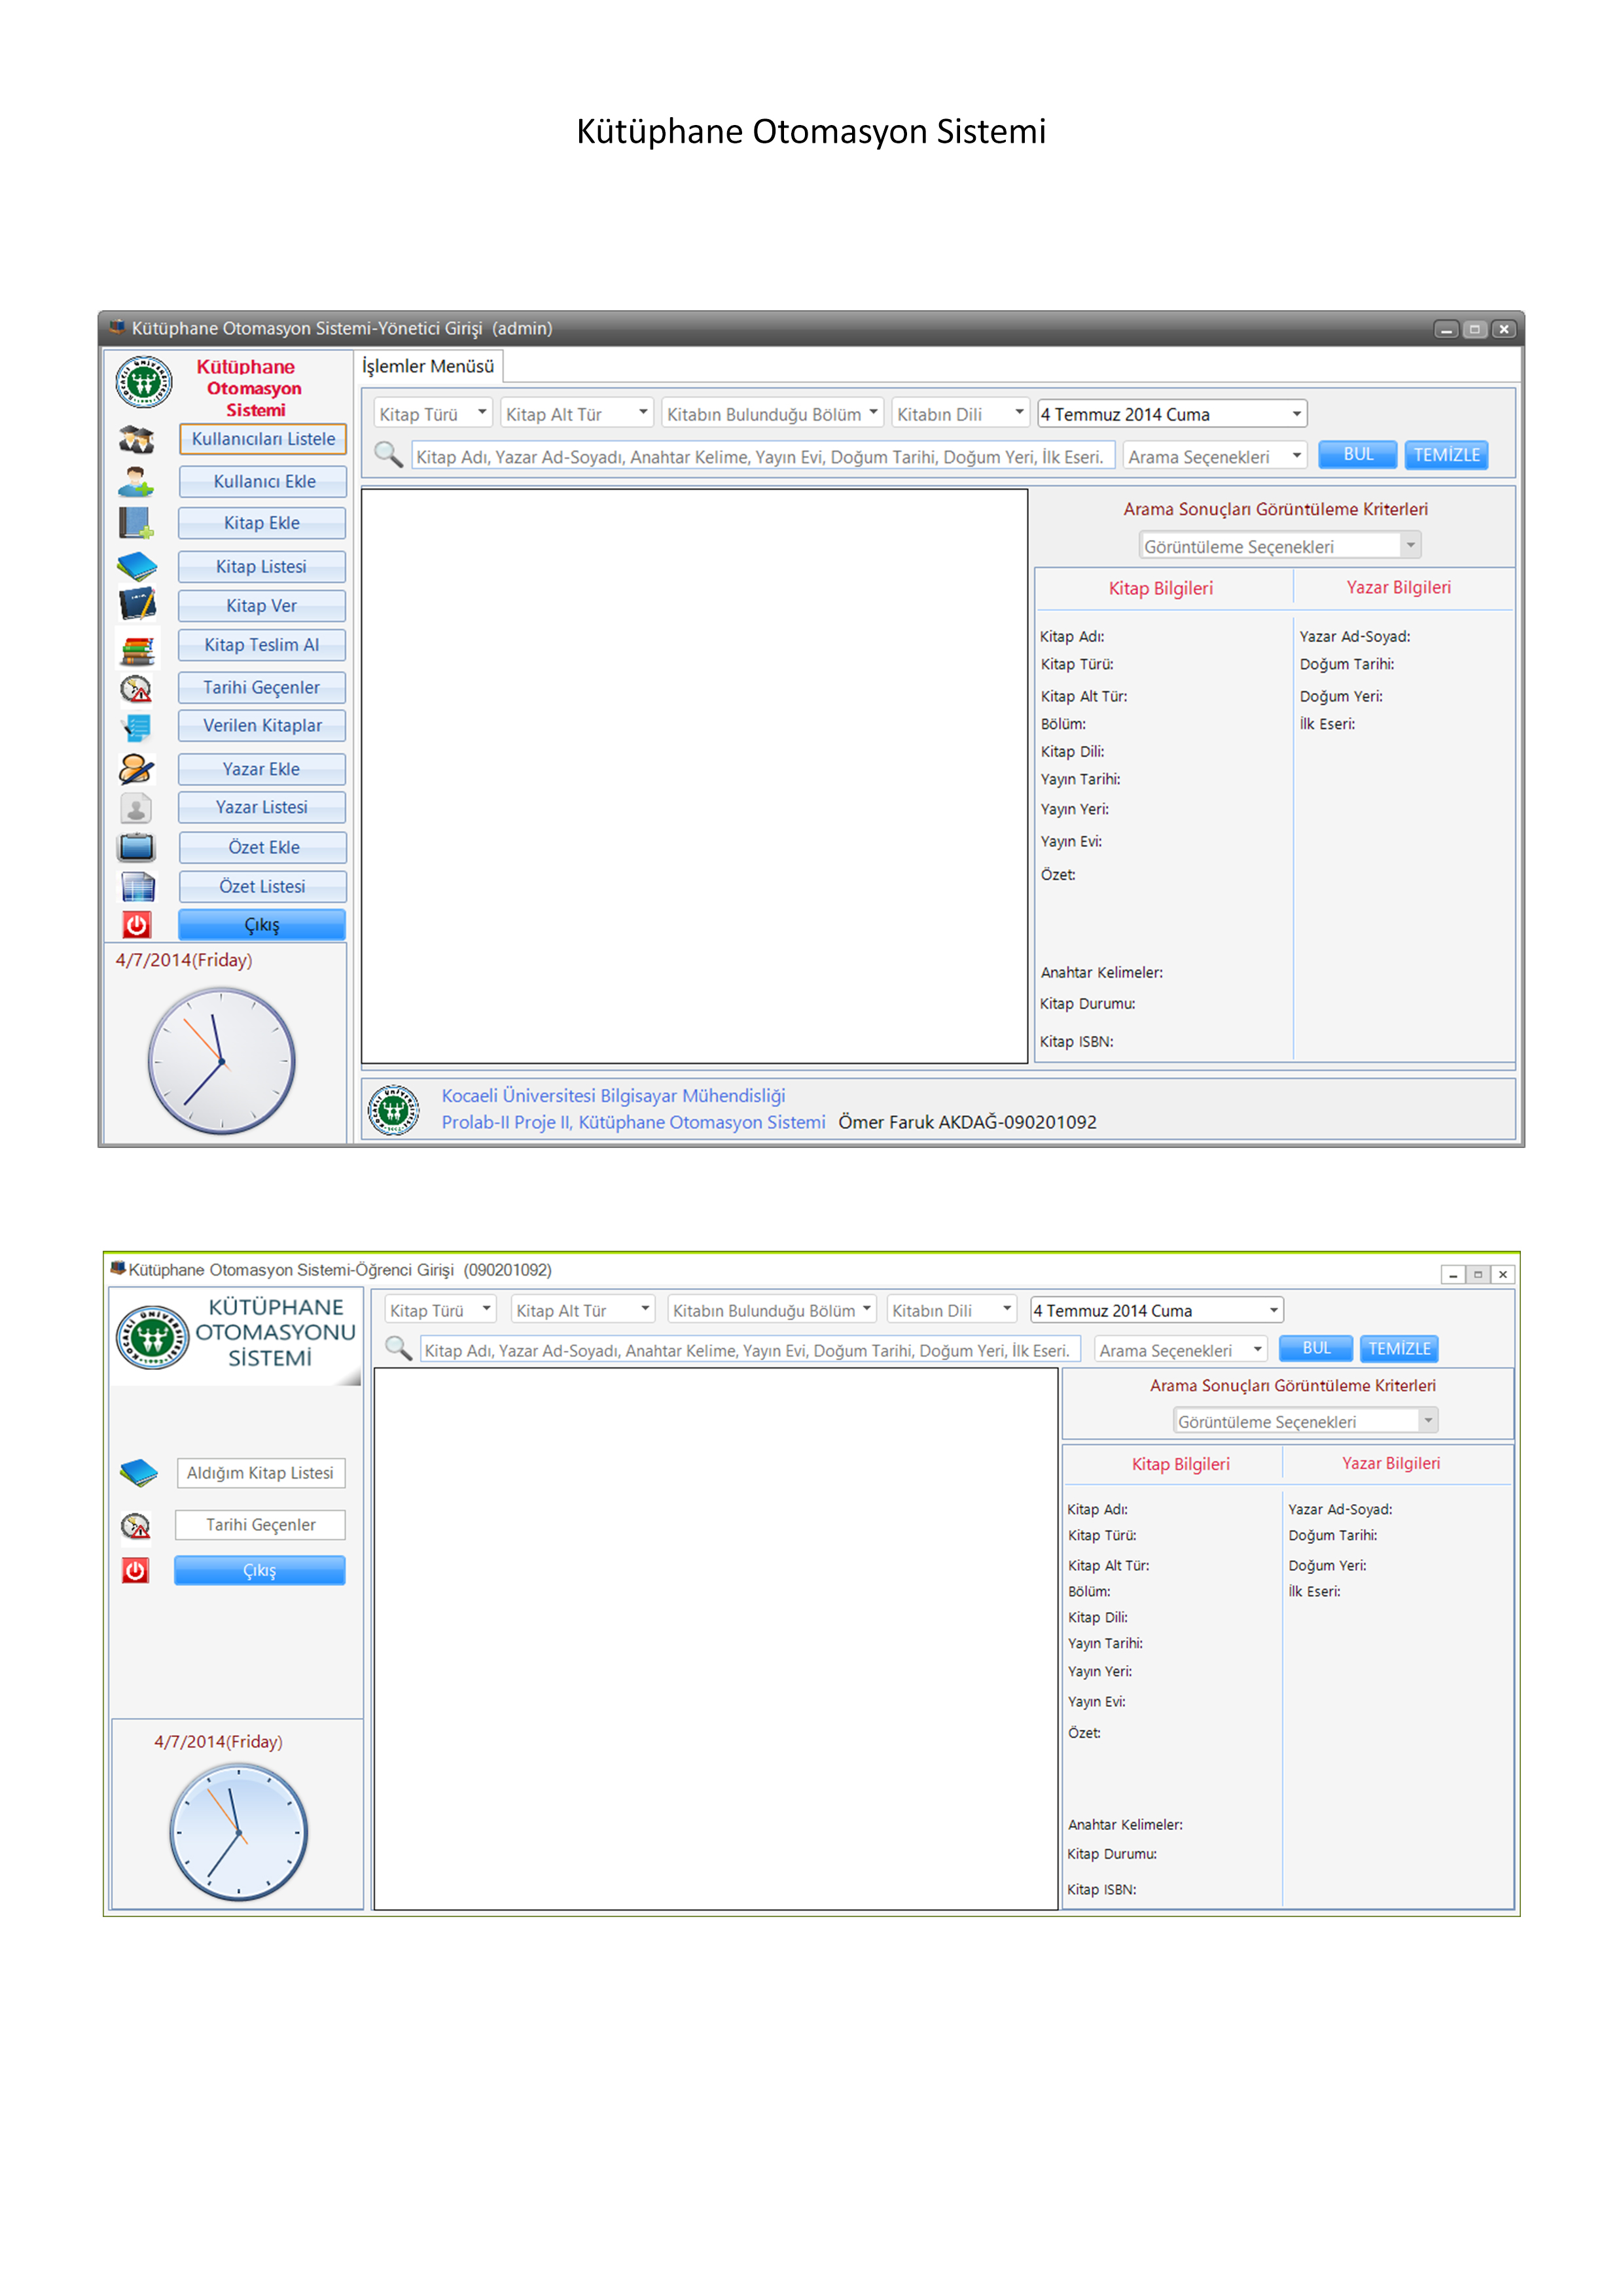 Kütüphane Otomasyon Sistemi
Kütüphane Otomasyon Sistemi-Yönetici Girişi (admin)
Kütüphane
Otomasyon
Sistemi
Kullanıcıları Listele
Kullanıcı Ekle
Kitap Ekle
Kitap Listesi
Kitap Ver
Kitap Teslim Al
Tarihi Geçenler
Verilen Kitaplar
Yazar Ekle
Yazar Listesi
Özet Ekle
Özet Listesi
Çıkış
4/7/2014(Friday)
İşlemler Menüsü
Kitap Türü Kitap Alt Tür Kitabın Bulunduğu Bölüm Kitabın Dili 4 Temmuz 2014 Cuma
Kitap Adı, Yazar Ad-Soyadı, Anahtar Kelime, Yayın Evi, Doğum Tarihi, Doğum Yeri, İlk Eseri. Arama Seçenekleri BUL TEMİZLE
Arama Sonuçları Görüntüleme Kriterleri
Görüntüleme Seçenekleri
Kitap Bilgileri Yazar Bilgileri
Kitap Adı: Yazar Ad-Soyad:
Kitap Türü: Doğum Tarihi:
Kitap Alt Tür: Doğum Yeri:
Bölüm: İlk Eseri:
Kitap Dili:
Yayın Tarihi:
Yayın Yeri:
Yayın Evi:
Özet:
Anahtar Kelimeler:
Kitap Durumu:
Kitap ISBN:
Kocaeli Üniversitesi Bilgisayar Mühendisliği
Prolab-II Proje II, Kütüphane Otomasyon Sistemi Ömer Faruk AKDAĞ-090201092
Kütüphane Otomasyon Sistemi-Öğrenci Girişi (090201092)
KÜTÜPHANE
OTOMASYONU
SİSTEMİ
Aldığım Kitap Listesi
Tarihi Geçenler
Çıkış
4/7/2014(Friday)
Kitap Türü Kitap Alt Tür Kitabın Bulunduğu Bölüm Kitabın Dili 4 Temmuz 2014 Cuma
Kitap Adı, Yazar Ad-Soyadı, Anahtar Kelime, Yayın Evi, Doğum Tarihi, Doğum Yeri, İlk Eseri. Arama Seçenekleri BUL TEMİZLE
Arama Sonuçları Görüntüleme Kriterleri
Görüntüleme Seçenekleri
Kitap Bilgileri Yazar Bilgileri
Kitap Adı: Yazar Ad-Soyad:
Kitap Türü: Doğum Tarihi:
Kitap Alt Tür: Doğum Yeri:
Bölüm: İlk Eseri:
Kitap Dili:
Yayın Tarihi:
Yayın Yeri:
Yayın Evi:
Özet:
Anahtar Kelimeler:
Kitap Durumu:
Kitap ISBN: